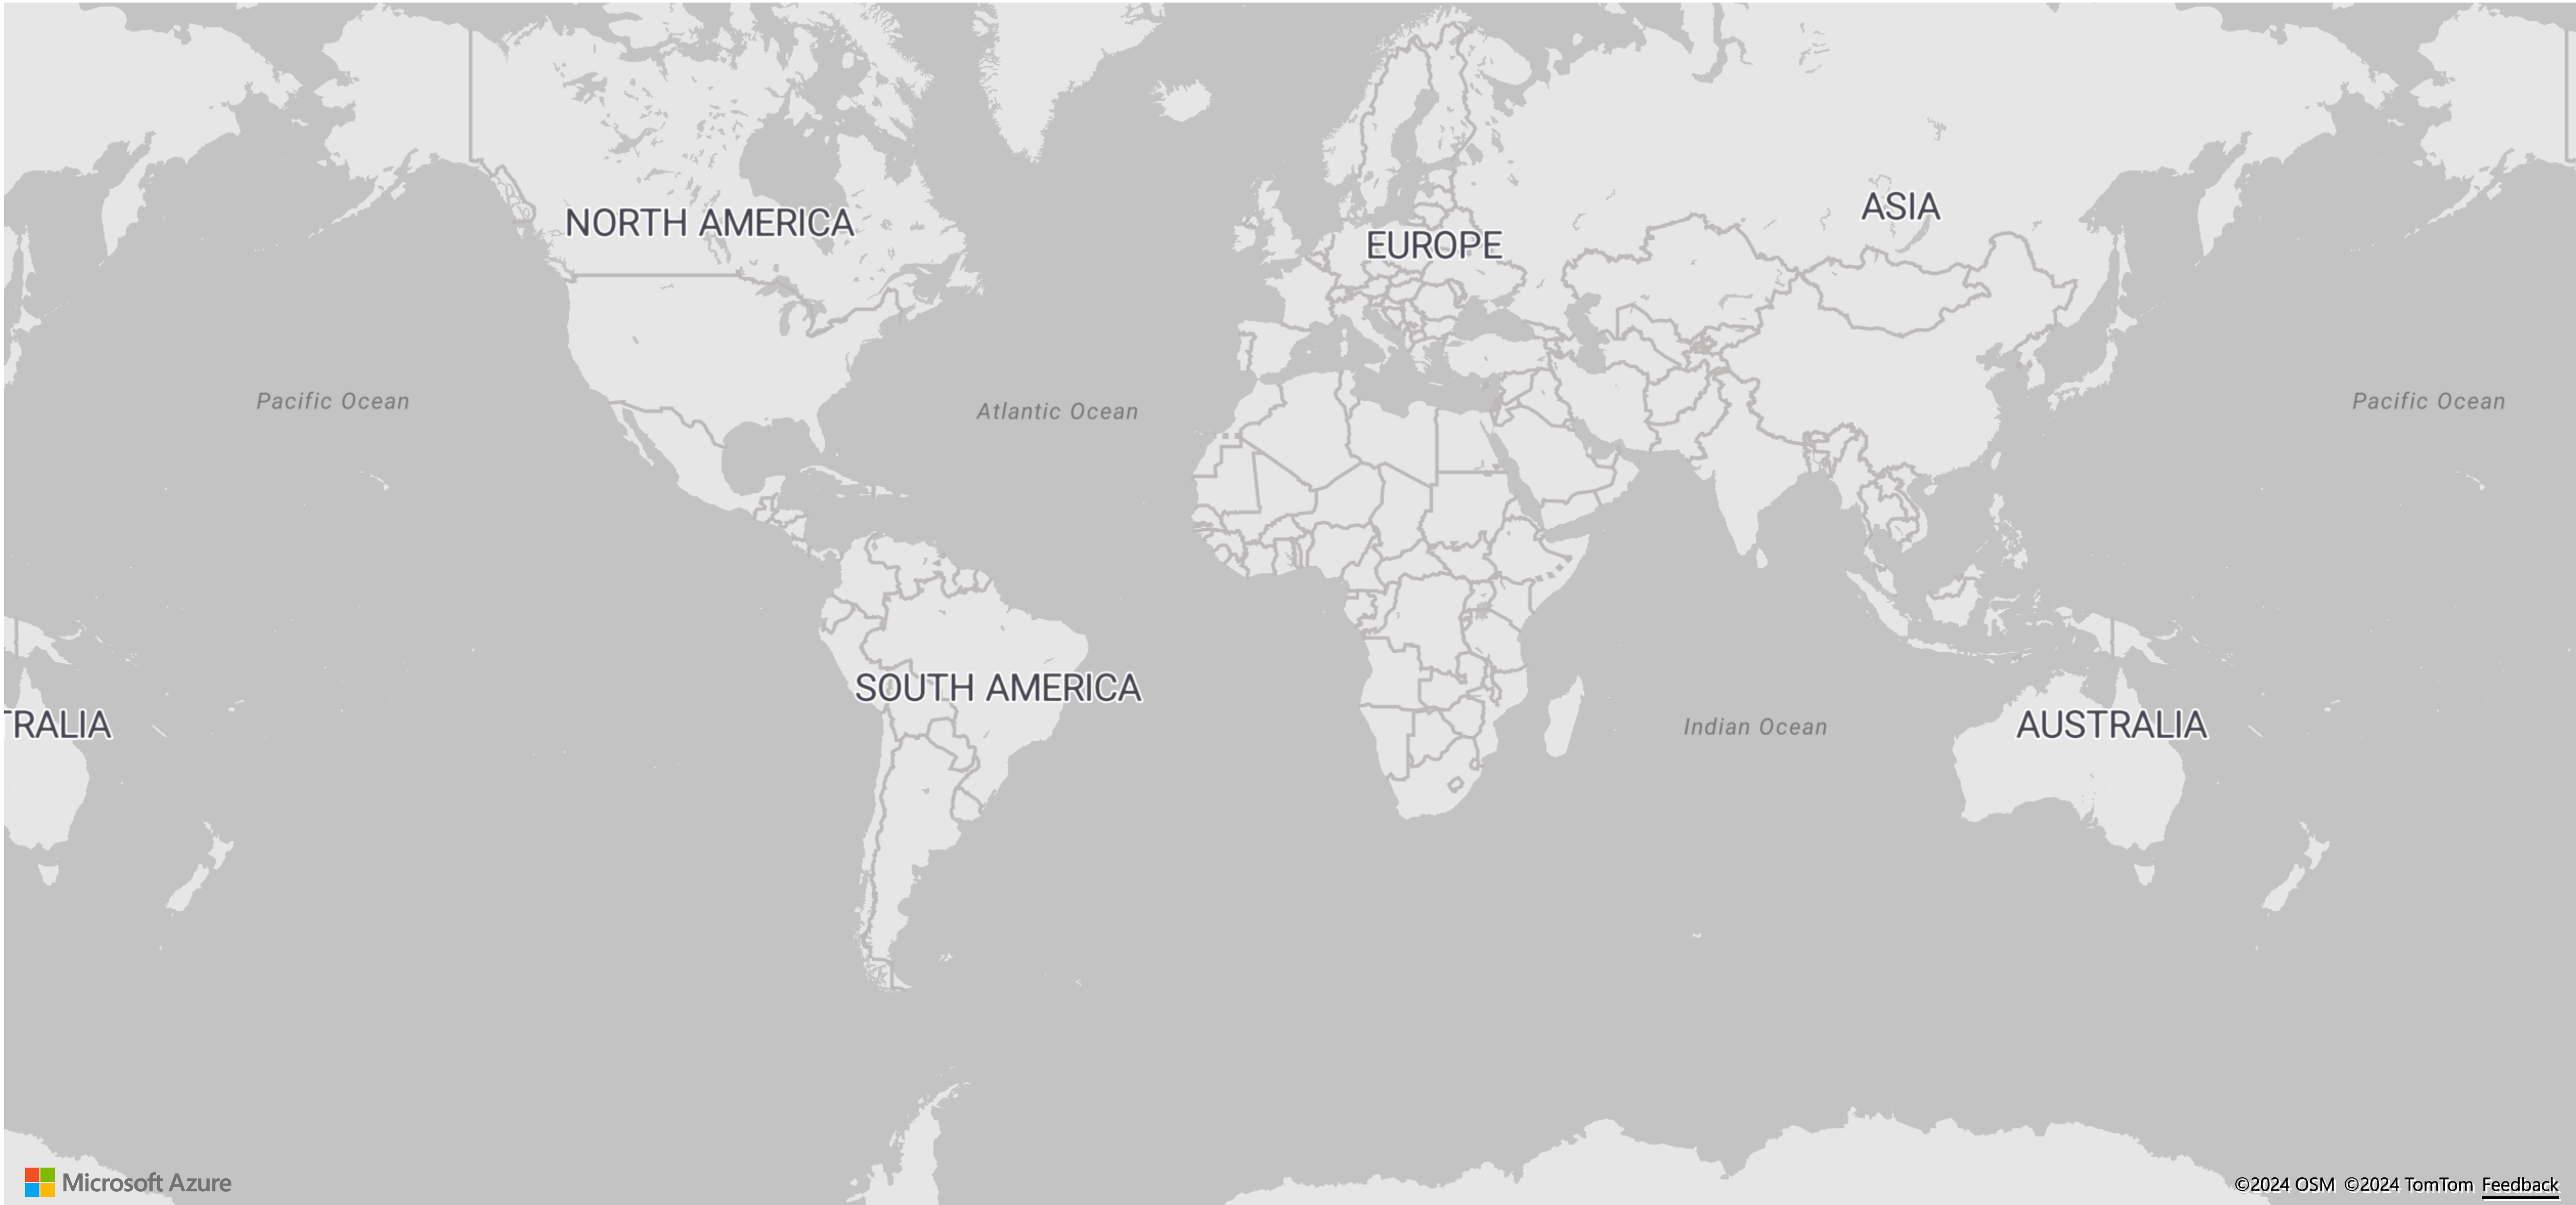 NORTH AMERICA
ASIA
EUROPE
Pacific Ocean
Atlantic Ocean
Pacific Ocean
SOUTH AMERICA
TRALIA
Indian Ocean
AUSTRALIA
Microsoft Azure
©2024 OSM ©2024 TomTom Feedback